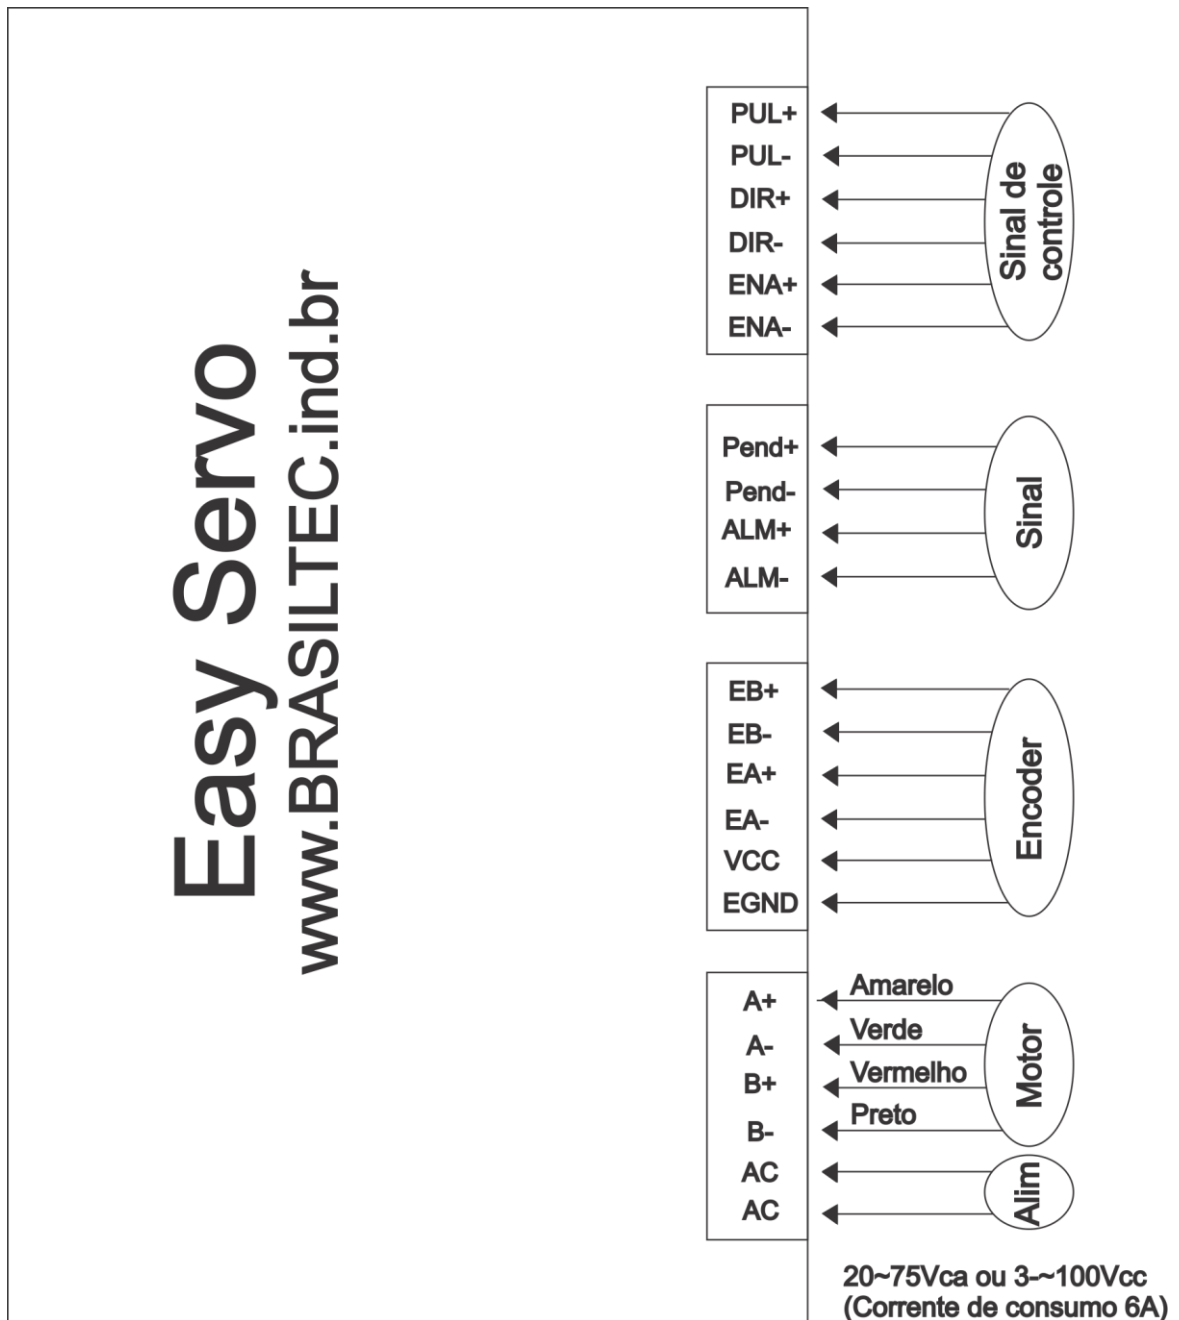 Easy Servo
www.BRASILTEC.ind.br
PUL+
PUL-
DIR+
DIR-
ENA+
ENA-
Sinal de
controle
Pend+
Pend-
ALM+
ALM-
Sinal
EB+
EB-
EA+
EA-
VCC
EGND
Encoder
A+ Amarelo
A- Verde
B+ Vermelho
B- Preto
Motor
AC
AC
Alim
20~75Vca ou 3-~100Vcc
(Corrente de consumo 6A)